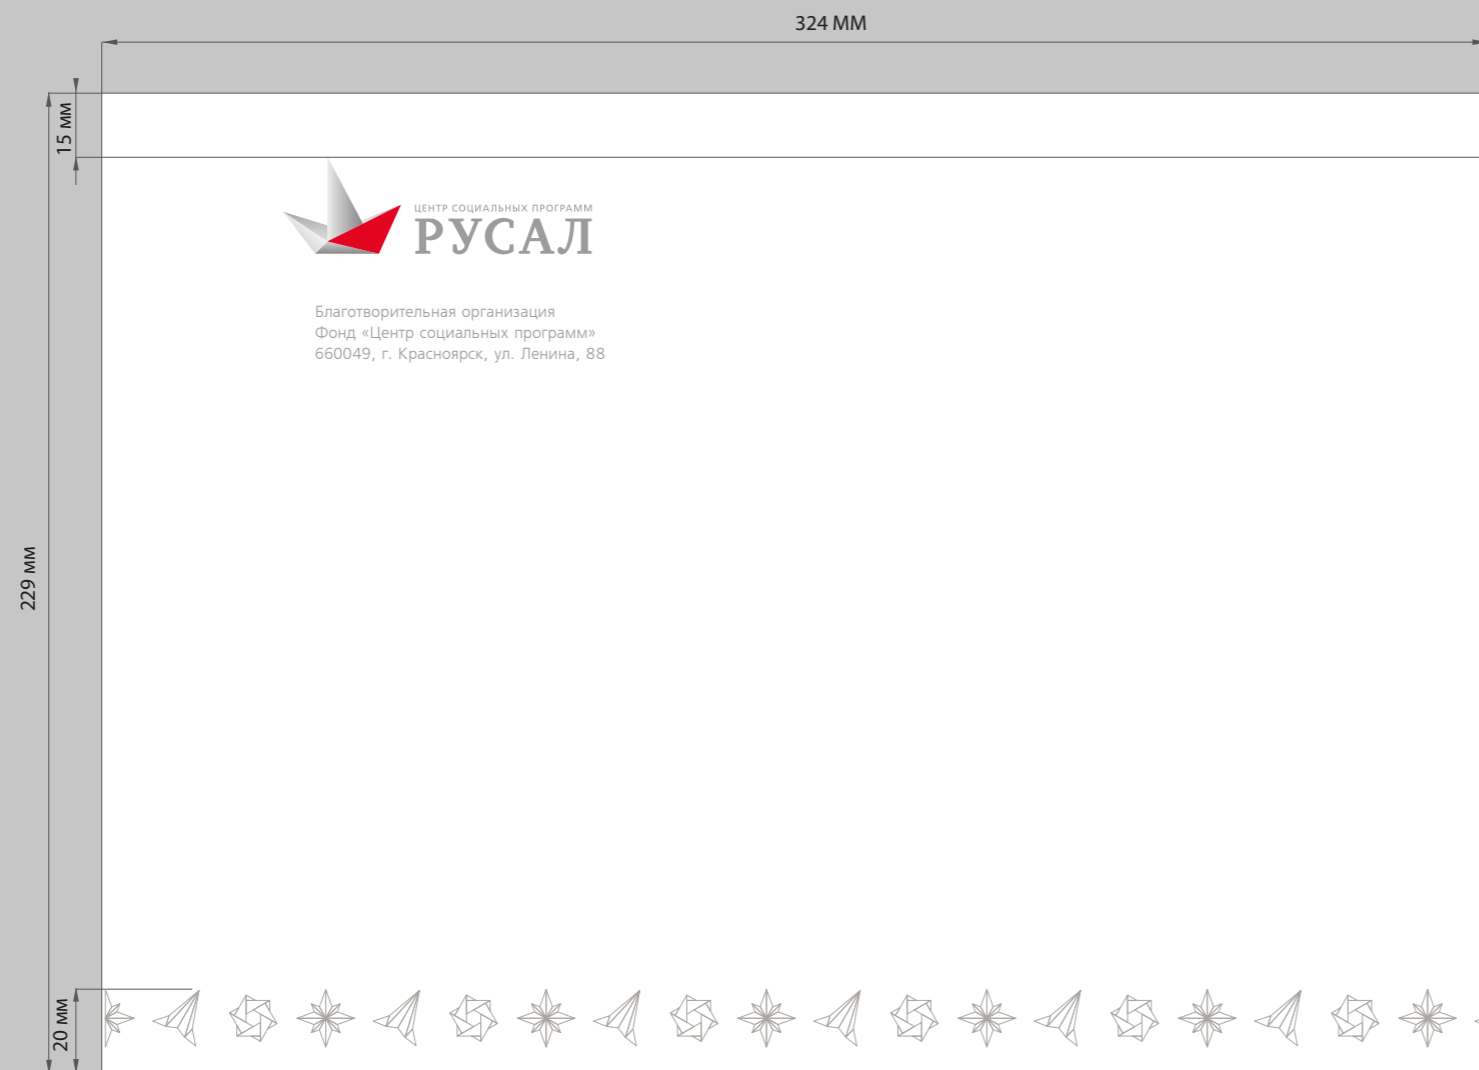 324 ММ
15 мм
ЦЕНТР СОЦИАЛЬНЫХ ПРОГРАММ
РУСАЛ
Благотворительная организация
Фонд «Центр социальных программ»
660049, г. Красноярск, ул. Ленина, 88
229 мм
20 мм